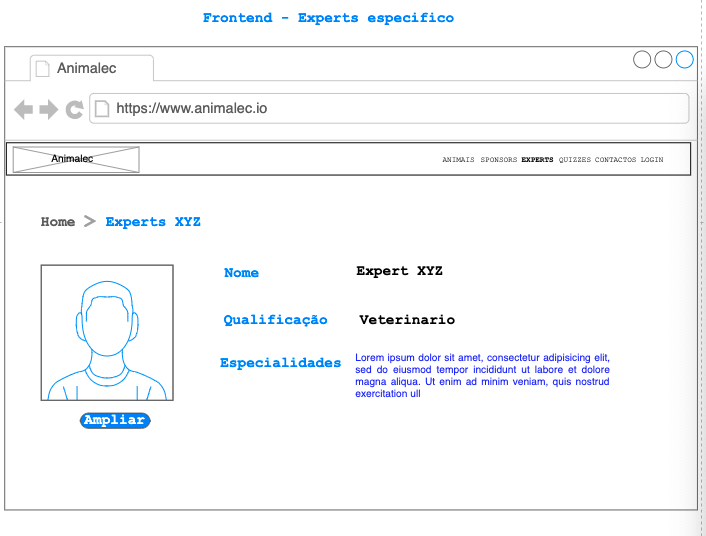 Frontend - Experts especifico
Animalec
https://www.animalec.io
Animalec
ANIMAIS SPONSORS EXPERTS QUIZZES CONTACTOS LOGIN
Home > Experts XYZ
Nome Expert XYZ
Qualificação Veterinario
Especialidades
Lorem ipsum dolor sit amet, consectetur adipisicing elit,
sed do eiusmod tempor incididunt ut labore et dolore
magna aliqua. Ut enim ad minim veniam, quis nostrud
exercitation ull
Ampliar